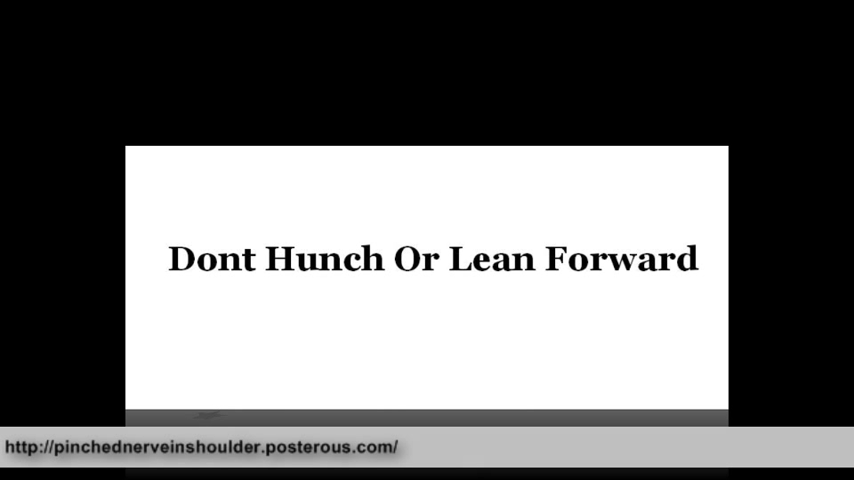 Dont Hunch Or Lean Forward
http://pinchednerveinshoulder.posterous.com/